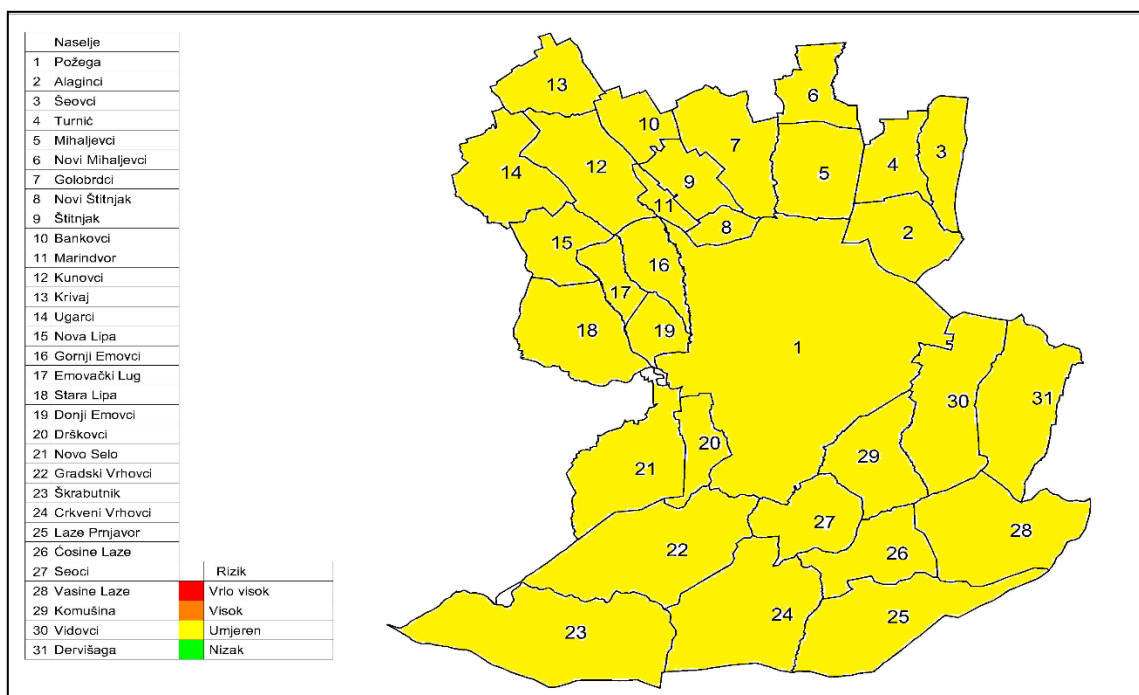 Naselje
1 Požega
2 Alaginci
3 Šeovci
4 Turnić
5 Mihaljevci
6 Novi Mihaljevci
7 Golobrdci
8 Novi Štitnjak
9 Štitnjak
10 Bankovci
11 Marindvor
12 Kunovci
13 Krivaj
14 Ugarci
15 Nova Lipa
16 Gornji Emovci
17 Emovački Lug
18 Stara Lipa
19 Donji Emovci
20 Drškovci
21 Novo Selo
22 Gradski Vrhovci
23 Škrabutnik
24 Crkveni Vrhovci
25 Laze Prnjavor
26 Ćosine Laze
27 Seoci Rizik
28 Vasine Laze Vrlo visok
29 Komušina Visok
30 Vidovci Umjeren
31 Dervišaga Nizak
13
6
10
7
3
4
14
12
5
9
11
8
2
15
16
17
18
19
1
30
31
20
29
21
27
28
22
26
24
25
23